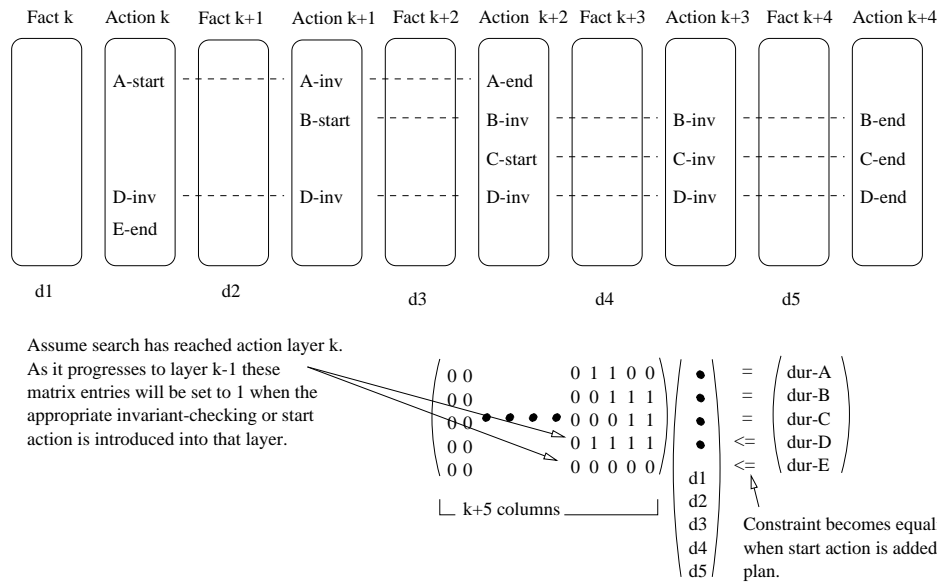 Fact k Action k Fact k+1 Action k+1 Fact k+2 Action k+2 Fact k+3 Action k+3 Fact k+4 Action k+4
A-start A-inv A-end
B-start B-inv B-inv B-end
C-start C-inv C-end
D-inv D-inv D-inv D-inv D-end
E-end
d1 d2 d3 d4 d5
Assume search has reached action layer k.
As it progresses to layer k-1 these
matrix entries will be set to 1 when the
appropriate invariant-checking or start
action is introduced into that layer.
0 0 0 1 1 0 0 = dur-A
0 0 0 0 1 1 1 = dur-B
0 0 0 0 0 1 1 = dur-C
0 0 0 1 1 1 1 <= dur-D
0 0 0 0 0 0 0 <= dur-E
d1
d2
d3
d4
d5
k+5 columns
Constraint becomes equal
when start action is added
plan.